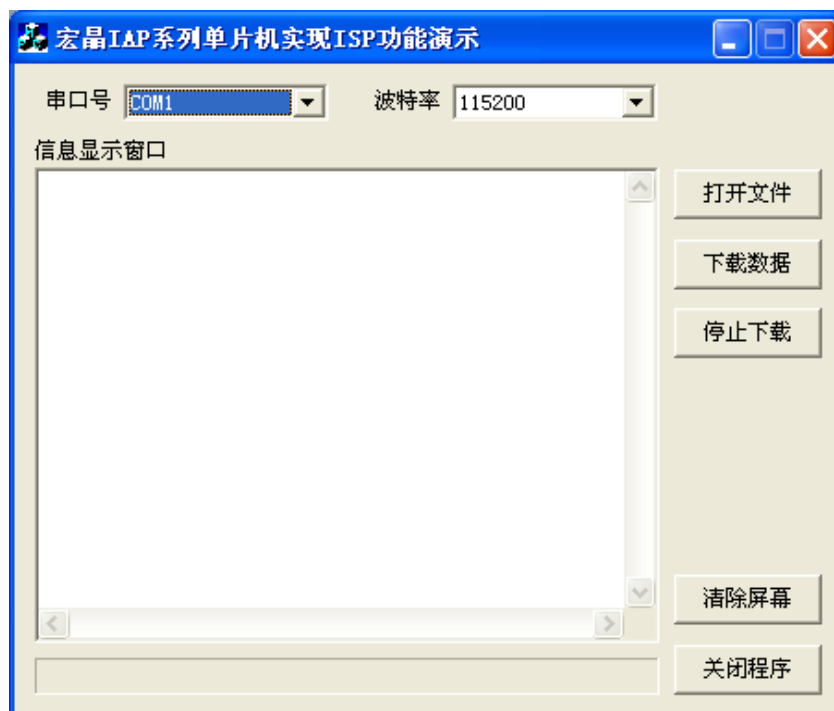 宏晶IAP系列单片机实现ISP功能演示
串口号 COM1 波特率 115200
信息显示窗口
打开文件
下载数据
停止下载
清除屏幕
关闭程序